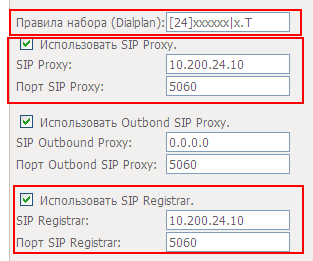 Правила набора (Dialplan): [24]xxxxxx|x.T
Использовать SIP Proxy.
SIP Proxy: 10.200.24.10
Порт SIP Proxy: 5060
Использовать Outbond SIP Proxy.
SIP Outbound Proxy: 0.0.0.0
Порт Outbond SIP Proxy: 5060
Использовать SIP Registrar.
SIP Registrar: 10.200.24.10
Порт SIP Registrar: 5060